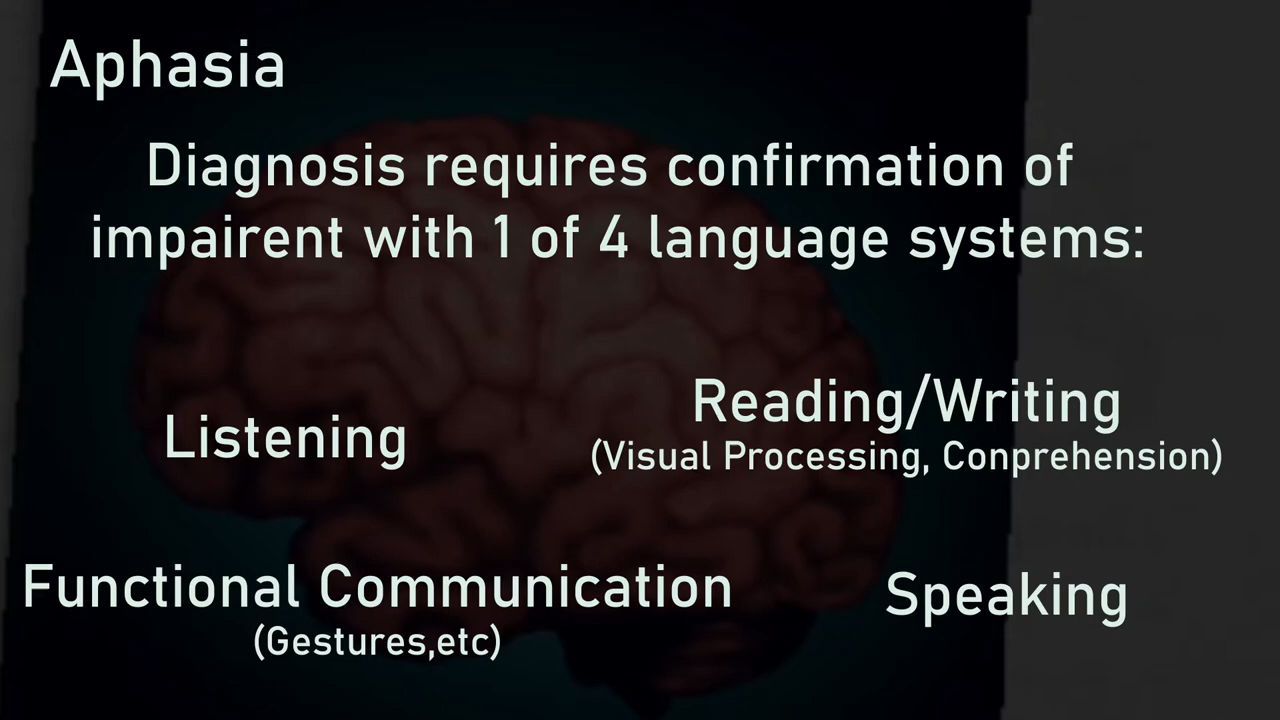 Aphasia
Diagnosis requires confirmation of
impairent with 1 of 4 language systems:
Listening
Reading/Writing
(Visual Processing, Conprehension)
Functional Communication
(Gestures,etc)
Speaking